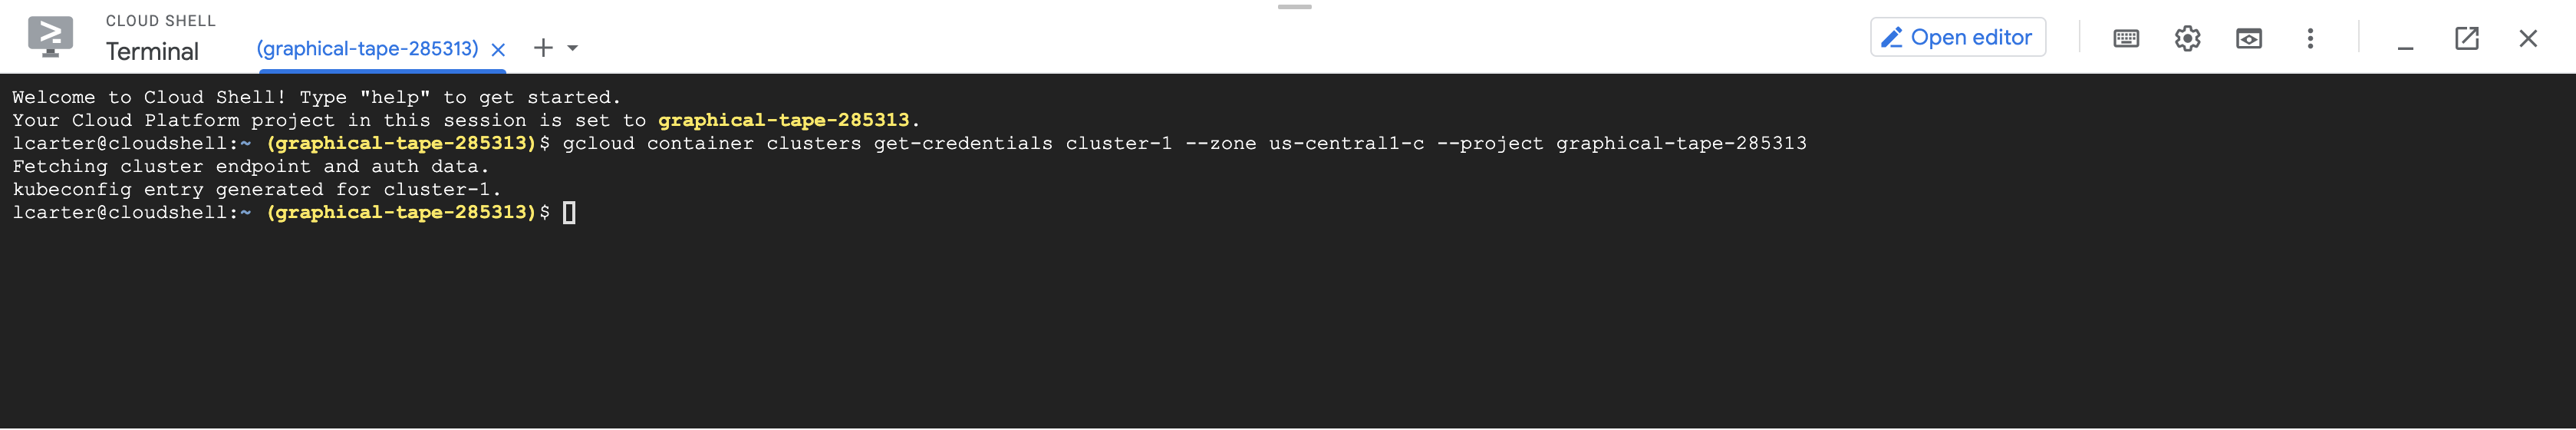 CLOUD SHELL
Terminal
(graphical-tape-285313)
Open editor
Welcome to Cloud Shell! Type "help" to get started.
Your Cloud Platform project in this session is set to graphical-tape-285313.
lcarter@cloudshell:~ (graphical-tape-285313)$ gcloud container clusters get-credentials cluster-1 --zone us-central1-c --project graphical-tape-285313
Fetching cluster endpoint and auth data.
kubeconfig entry generated for cluster-1.
lcarter@cloudshell:~ (graphical-tape-285313)$